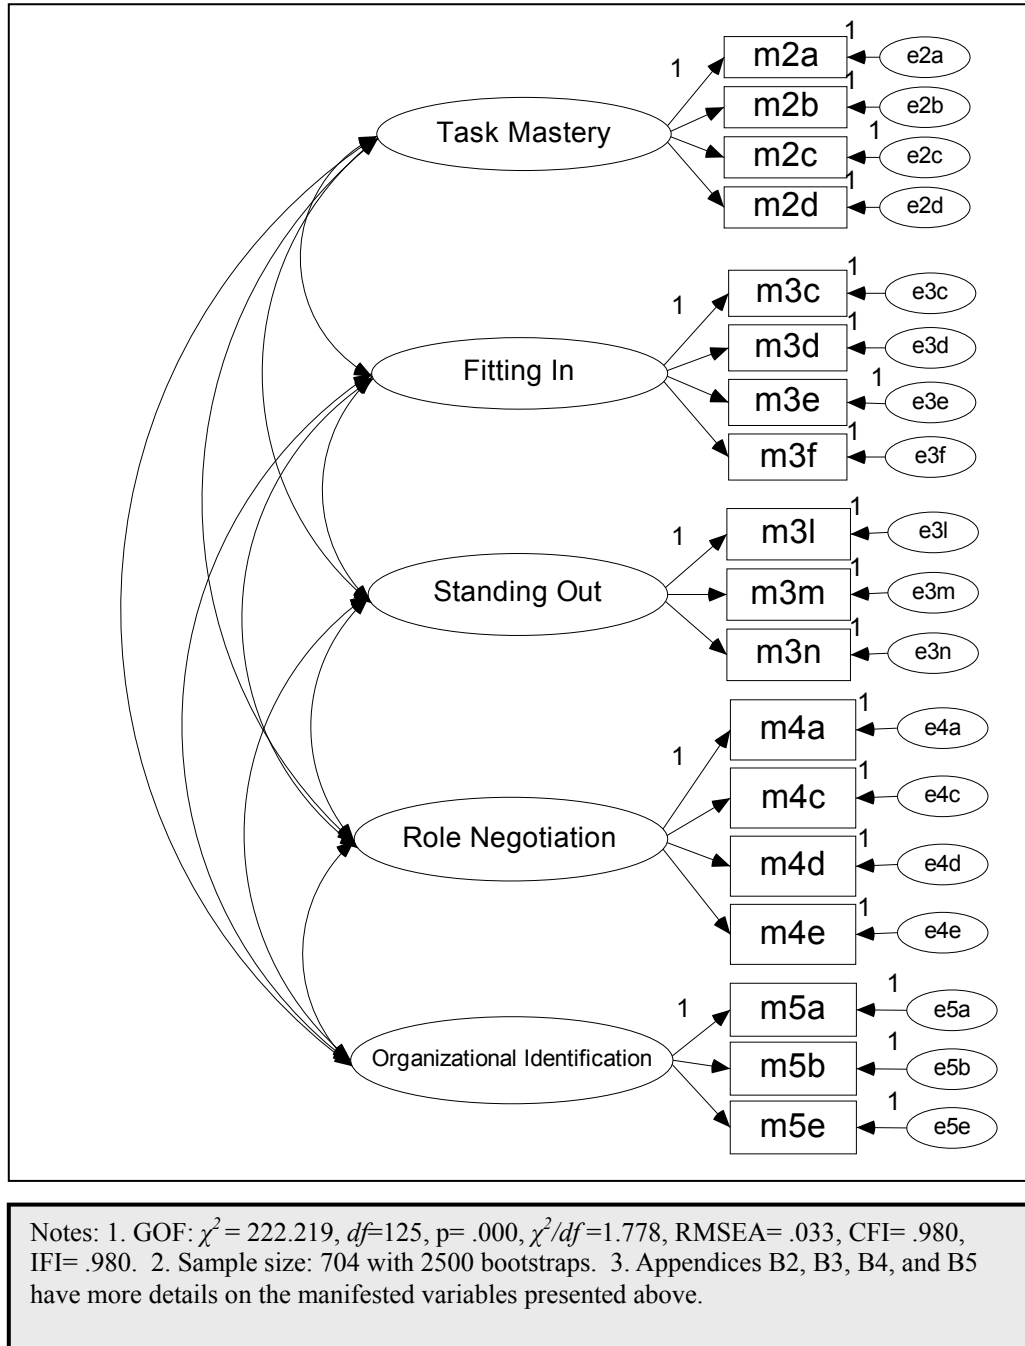 1
m2a
e2a
1
1
m2b
e2b
Task Mastery
1
m2c
e2c
1
m2d
e2d
1
m3c
e3c
1
1
m3d
e3d
Fitting In
1
m3e
e3e
1
m3f
e3f
1
m3l
e3l
1
1
m3m
e3m
Standing Out
1
m3n
e3n
1
m4a
e4a
1
1
m4c
e4c
Role Negotiation
1
m4d
e4d
1
m4e
e4e
1
m5a
e5a
1
1
m5b
e5b
Organizational Identification
1
m5e
e5e
Notes: 1. GOF: χ² = 222.219, df=125, p= .000, χ²/df =1.778, RMSEA= .033, CFI= .980,
IFI= .980. 2. Sample size: 704 with 2500 bootstraps. 3. Appendices B2, B3, B4, and B5
have more details on the manifested variables presented above.